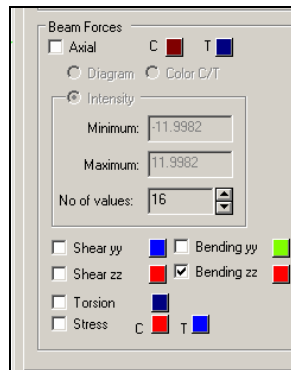 Beam Forces
Axial C T
Diagram Color C/T
Intensity
Minimum: -11.9982
Maximum: 11.9982
No of values: 16
Shear yy Bending yy
Shear zz Bending zz
Torsion
Stress C T